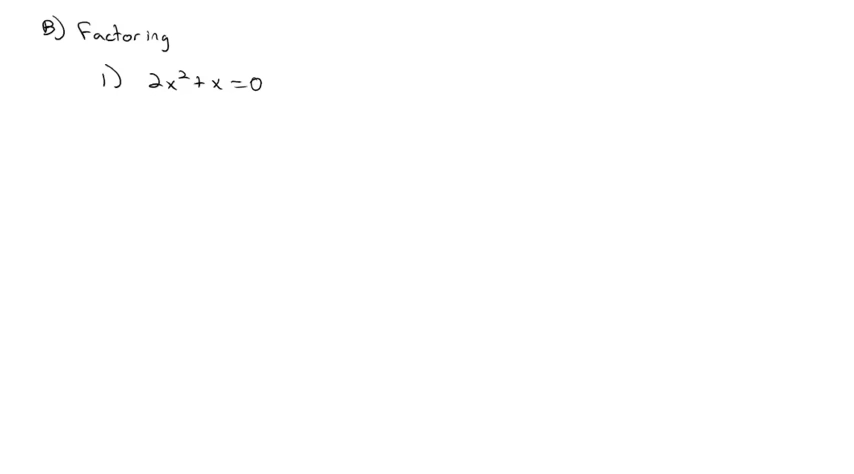 B) Factoring
1) 2x² + x = 0